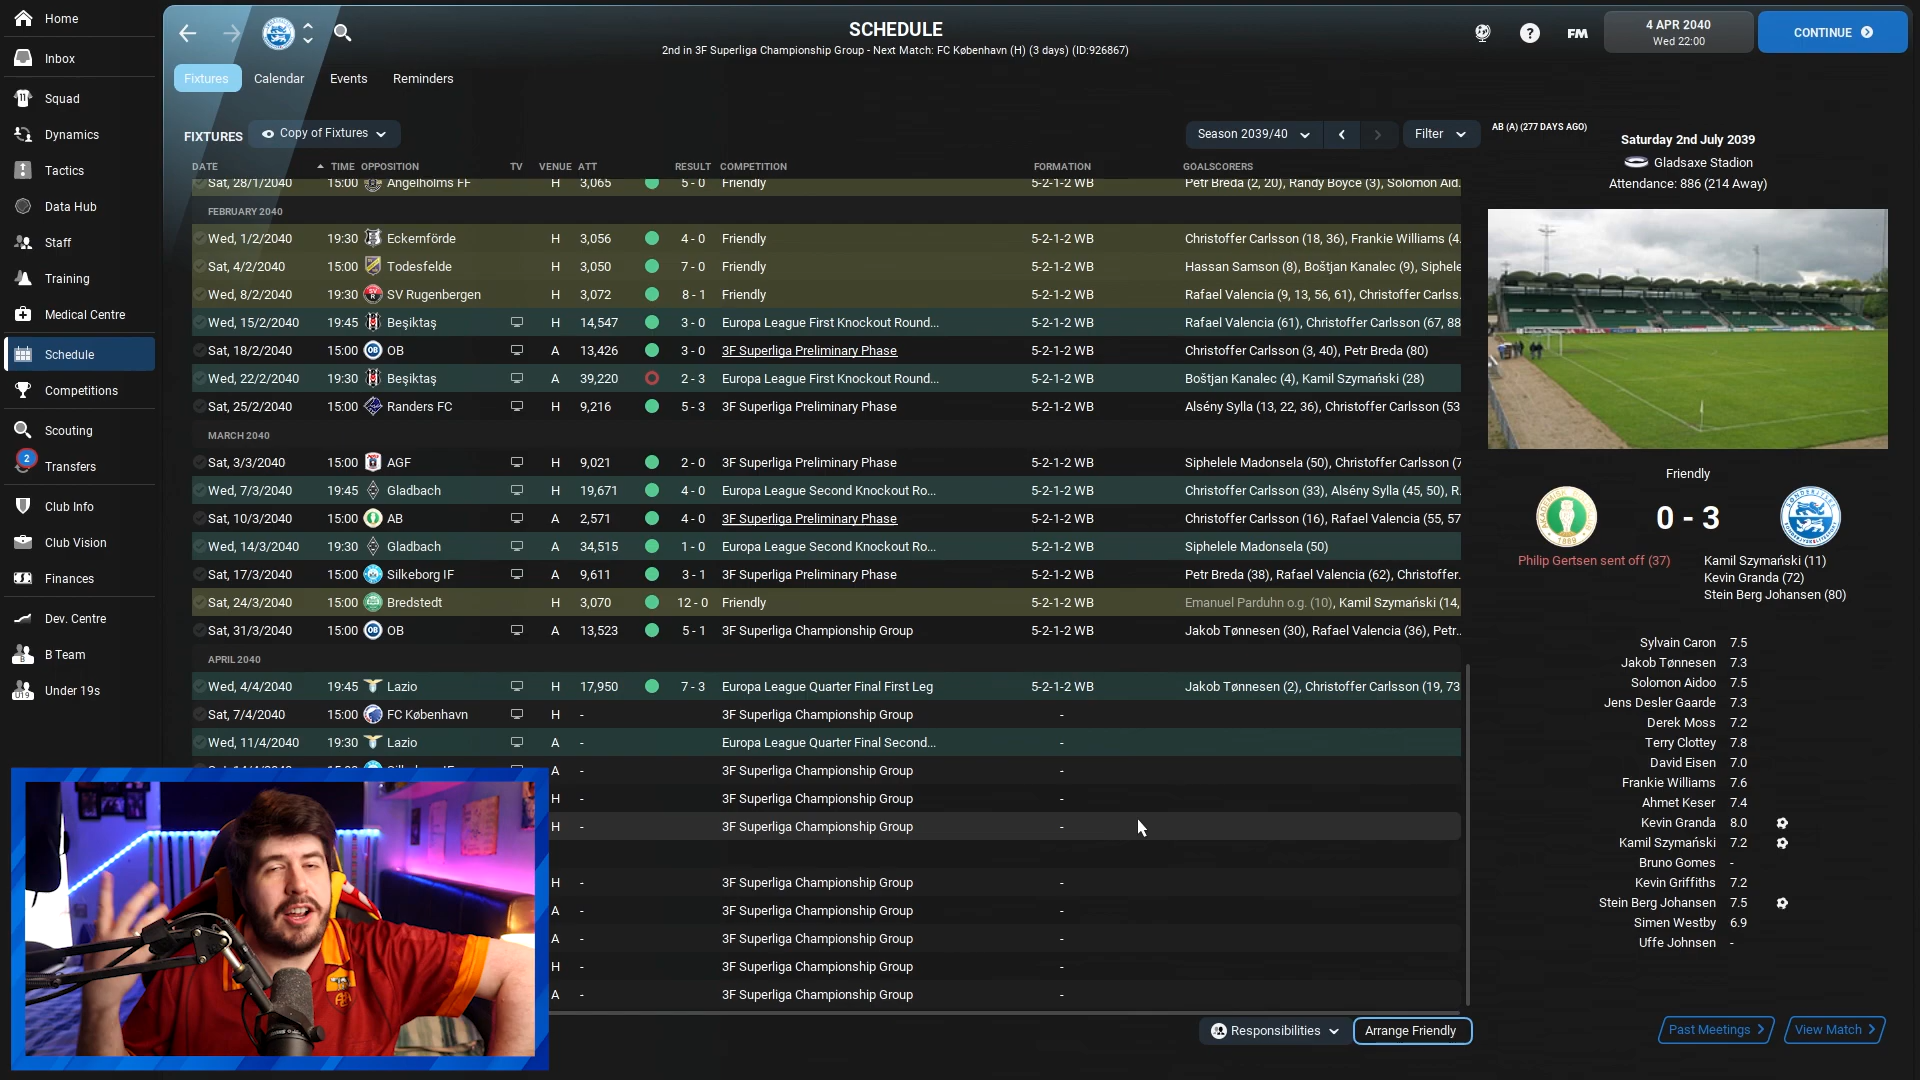 Home
Inbox
Squad
Dynamics
Tactics
Data Hub
Staff
Training
Medical Centre
Schedule
Competitions
Scouting
2
Transfers
Club Info
Club Vision
Finances
Dev. Centre
B Team
Under 19s
SCHEDULE
2nd in 3F Superliga Championship Group - Next Match: FC København (H) (3 days) (ID:926867)
FM
4 APR 2040
Wed 22:00
CONTINUE
Fixtures Calendar Events Reminders
FIXTURES Copy of Fixtures Season 2039/40 Filter
DATE TIME OPPOSITION TV VENUE ATT RESULT COMPETITION FORMATION GOALSCORERS
Sat, 28/1/2040 15:00 Ängelholms FF H 3,065 5 - 0 Friendly 5-2-1-2 WB Petr Breda (2, 20), Randy Boyce (3), Solomon Aid...
FEBRUARY 2040
Wed, 1/2/2040 19:30 Eckernförde H 3,056 4 - 0 Friendly 5-2-1-2 WB Christoffer Carlsson (18, 36), Frankie Williams (4...
Sat, 4/2/2040 15:00 Todesfelde H 3,050 7 - 0 Friendly 5-2-1-2 WB Hassan Samson (8), Boštjan Kanalec (9), Siphele
Wed, 8/2/2040 19:30 SV Rugenbergen H 3,072 8 - 1 Friendly 5-2-1-2 WB Rafael Valencia (9, 13, 56, 61), Christoffer Carlss...
Wed, 15/2/2040 19:45 Beşiktaş H 14,547 3 - 0 Europa League First Knockout Round... 5-2-1-2 WB Rafael Valencia (61), Christoffer Carlsson (67, 88
Sat, 18/2/2040 15:00 OB A 13,426 3 - 0 3F Superliga Preliminary Phase 5-2-1-2 WB Christoffer Carlsson (3, 40), Petr Breda (80)
Wed, 22/2/2040 19:30 Beşiktaş A 39,220 2 - 3 Europa League First Knockout Round... 5-2-1-2 WB Boštjan Kanalec (4), Kamil Szymański (28)
Sat, 25/2/2040 15:00 Randers FC H 9,216 5 - 3 3F Superliga Preliminary Phase 5-2-1-2 WB Alsény Sylla (13, 22, 36), Christoffer Carlsson (53
MARCH 2040
Sat, 3/3/2040 15:00 AGF H 9,021 2 - 0 3F Superliga Preliminary Phase 5-2-1-2 WB Siphelele Madonsela (50), Christoffer Carlsson (7
Wed, 7/3/2040 19:45 Gladbach H 19,671 4 - 0 Europa League Second Knockout Ro... 5-2-1-2 WB Christoffer Carlsson (33), Alsény Sylla (45, 50), R.
Sat, 10/3/2040 15:00 AB A 2,571 4 - 0 3F Superliga Preliminary Phase 5-2-1-2 WB Christoffer Carlsson (16), Rafael Valencia (55, 57
Wed, 14/3/2040 19:30 Gladbach A 34,515 1 - 0 Europa League Second Knockout Ro... 5-2-1-2 WB Siphelele Madonsela (50)
Sat, 17/3/2040 15:00 Silkeborg IF A 9,611 3 - 1 3F Superliga Preliminary Phase 5-2-1-2 WB Petr Breda (38), Rafael Valencia (62), Christoffer...
Sat, 24/3/2040 15:00 Bredstedt H 3,070 12 - 0 Friendly 5-2-1-2 WB Emanuel Parduhn o.g. (10), Kamil Szymański (14,
Sat, 31/3/2040 15:00 OB A 13,523 5 - 1 3F Superliga Championship Group 5-2-1-2 WB Jakob Tønnesen (30), Rafael Valencia (36), Petr...
APRIL 2040
Wed, 4/4/2040 19:45 Lazio H 17,950 7 - 3 Europa League Quarter Final First Leg 5-2-1-2 WB Jakob Tønnesen (2), Christoffer Carlsson (19, 73
Sat, 7/4/2040 15:00 FC København H - 3F Superliga Championship Group -
Wed, 11/4/2040 19:30 Lazio A - Europa League Quarter Final Second... -
A - 3F Superliga Championship Group -
H - 3F Superliga Championship Group -
H - 3F Superliga Championship Group -
H - 3F Superliga Championship Group -
A - 3F Superliga Championship Group -
A - 3F Superliga Championship Group -
H - 3F Superliga Championship Group -
A - 3F Superliga Championship Group -
Responsibilities Arrange Friendly
AB (A) (277 DAYS AGO)
Saturday 2nd July 2039
Gladsaxe Stadion
Attendance: 886 (214 Away)
Friendly
0 - 3
Philip Gertsen sent off (37)
Kamil Szymański (11)
Kevin Granda (72)
Stein Berg Johansen (80)
Sylvain Caron 7.5
Jakob Tønnesen 7.3
Solomon Aidoo 7.5
Jens Desler Gaarde 7.3
Derek Moss 7.2
Terry Clottey 7.8
David Eisen 7.0
Frankie Williams 7.6
Ahmet Keser 7.4
Kevin Granda 8.0
Kamil Szymański 7.2
Bruno Gomes -
Kevin Griffiths 7.2
Stein Berg Johansen 7.5
Simen Westby 6.9
Uffe Johnsen -
Past Meetings View Match